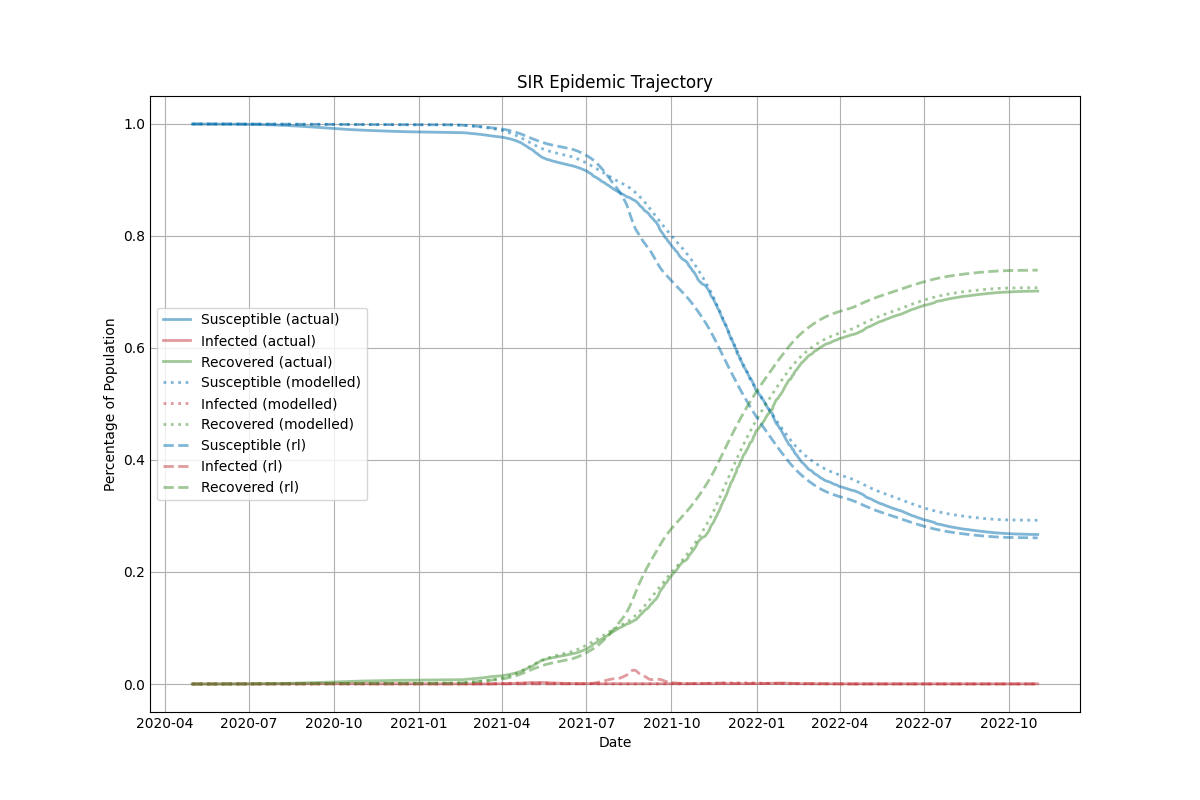 SIR Epidemic Trajectory
1.0
0.8
0.6
0.4
0.2
0.0
Percentage of Population
Susceptible (actual)
Infected (actual)
Recovered (actual)
Susceptible (modelled)
Infected (modelled)
Recovered (modelled)
Susceptible (rl)
Infected (rl)
Recovered (rl)
2020-04 2020-07 2020-10 2021-01 2021-04 2021-07 2021-10 2022-01 2022-04 2022-07 2022-10
Date